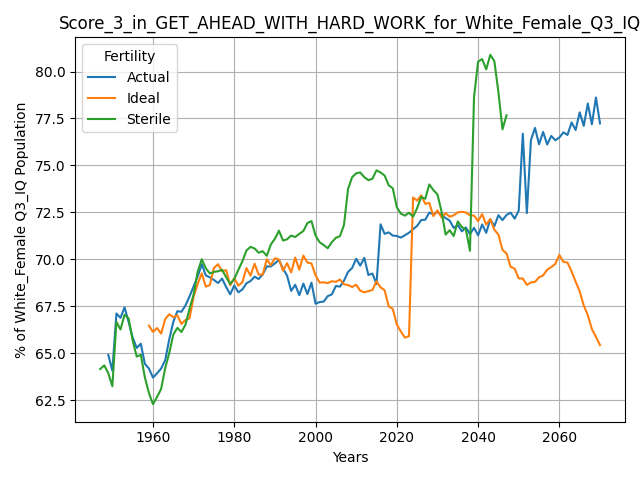 Score_3_in_GET_AHEAD_WITH_HARD_WORK_for_White_Female_Q3_IQ
Fertility
Actual
Ideal
Sterile
% of White_Female Q3_IQ Population
80.0
77.5
75.0
72.5
70.0
67.5
65.0
62.5
1960 1980 2000 2020 2040 2060
Years